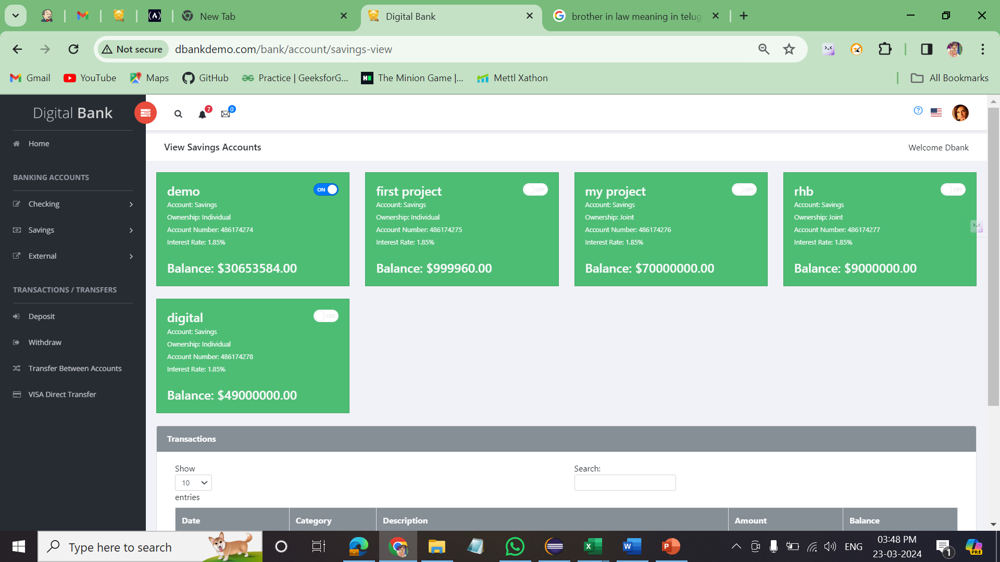 New Tab
Digital Bank
brother in law meaning in telug
Not secure
dbankdemo.com/bank/account/savings-view
Gmail
YouTube
Maps
GitHub
Practice | GeeksforG...
The Minion Game |...
Mettl Xathon
All Bookmarks
Digital Bank
7
0
Home
View Savings Accounts
Welcome Dbank
BANKING ACCOUNTS
Checking
Savings
External
TRANSACTIONS / TRANSFERS
Deposit
Withdraw
Transfer Between Accounts
VISA Direct Transfer
demo
ON
Account: Savings
Ownership: Individual
Account Number: 486174274
Interest Rate: 1.85%
Balance: $30653584.00
first project
OFF
Account: Savings
Ownership: Individual
Account Number: 486174275
Interest Rate: 1.85%
Balance: $999960.00
my project
OFF
Account: Savings
Ownership: Joint
Account Number: 486174276
Interest Rate: 1.85%
Balance: $70000000.00
rhb
OFF
Account: Savings
Ownership: Joint
Account Number: 486174277
Interest Rate: 1.85%
Balance: $9000000.00
digital
OFF
Account: Savings
Ownership: Individual
Account Number: 486174278
Interest Rate: 1.85%
Balance: $49000000.00
Transactions
Show
10
entries
Search:
Date
Category
Description
Amount
Balance
Type here to search
ENG
03:48 PM
23-03-2024
1
PRE